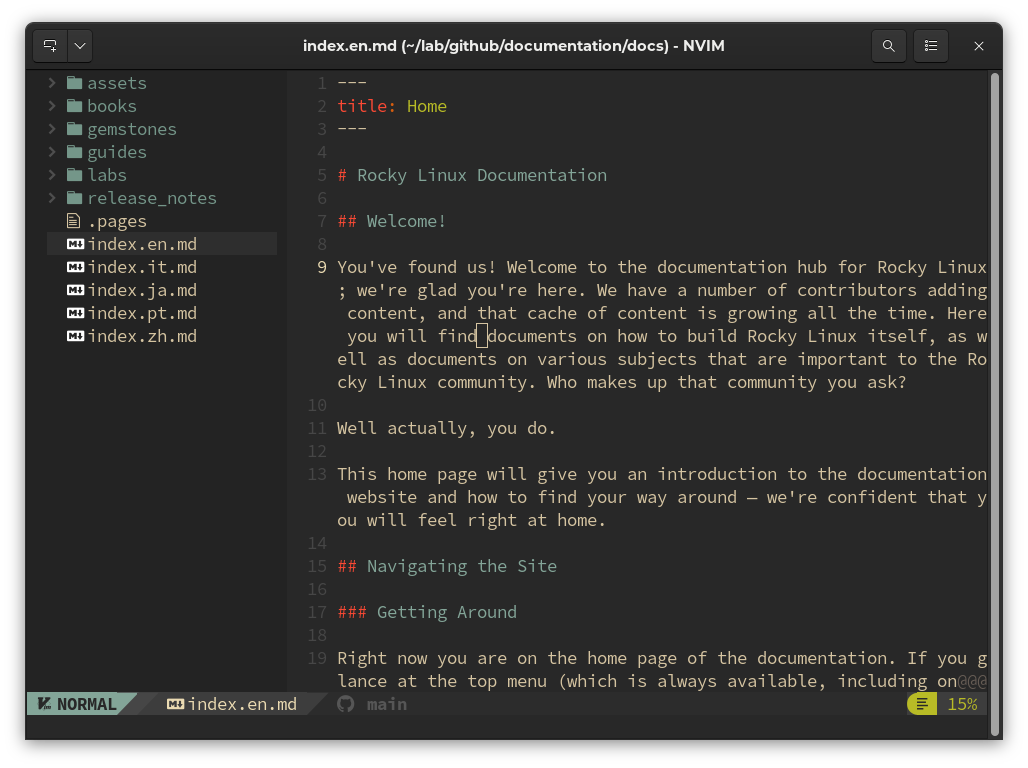 index.en.md (~/lab/github/documentation/docs) - NVIM
assets
books
gemstones
guides
labs
release_notes
.pages
index.en.md
index.it.md
index.ja.md
index.pt.md
index.zh.md
1 ---
2 title: Home
3 ---
4
5 # Rocky Linux Documentation
6
7 ## Welcome!
8
9 You've found us! Welcome to the documentation hub for Rocky Linux
; we're glad you're here. We have a number of contributors adding
content, and that cache of content is growing all the time. Here
you will find documents on how to build Rocky Linux itself, as w
ell as documents on various subjects that are important to the Ro
cky Linux community. Who makes up that community you ask?
10
11 Well actually, you do.
12
13 This home page will give you an introduction to the documentation
website and how to find your way around — we're confident that y
ou will feel right at home.
14
15 ## Navigating the Site
16
17 ### Getting Around
18
19 Right now you are on the home page of the documentation. If you g
lance at the top menu (which is always available, including on@@@
NORMAL index.en.md main 15%